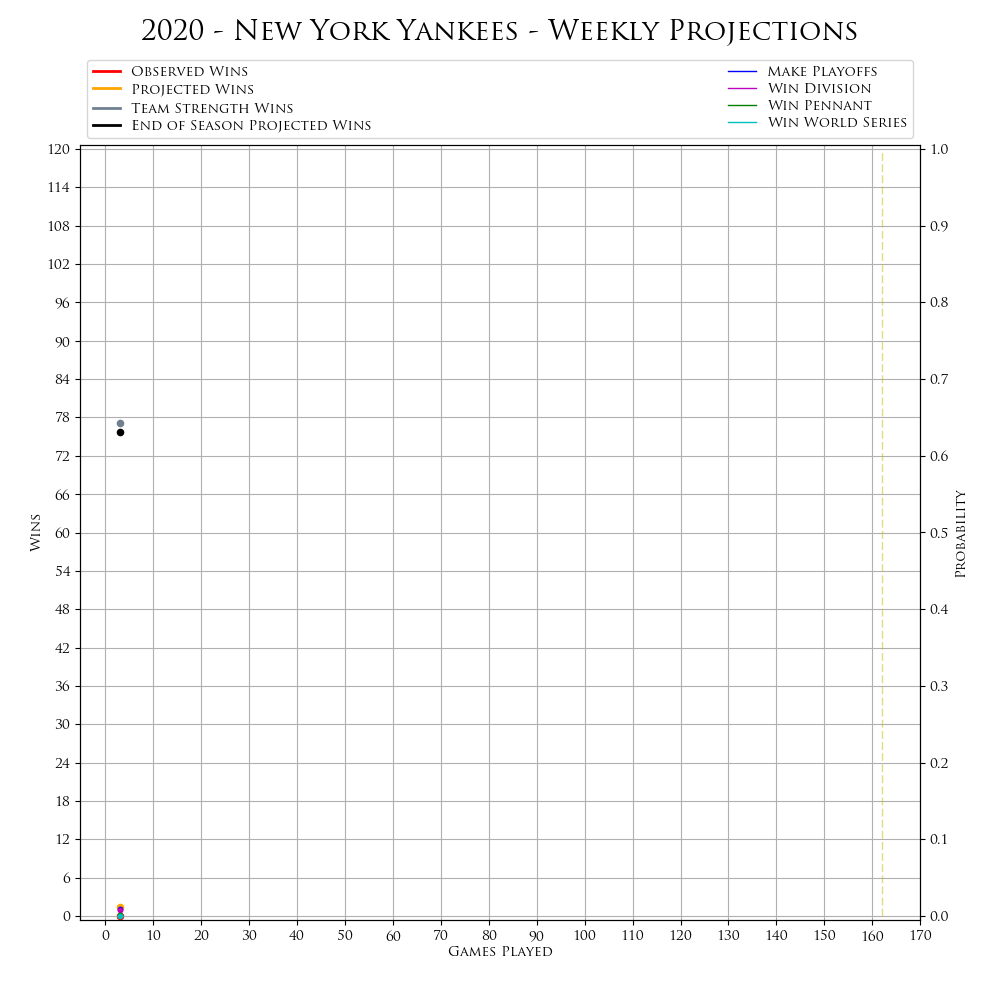 2020 - New York Yankees - Weekly Projections
Observed Wins
Projected Wins
Team Strength Wins
End of Season Projected Wins
Make Playoffs
Win Division
Win Pennant
Win World Series
120
114
108
102
96
90
84
78
72
66
60
54
48
42
36
30
24
18
12
6
0
Wins
1.0
0.9
0.8
0.7
0.6
0.5
0.4
0.3
0.2
0.1
0.0
Probability
0 10 20 30 40 50 60 70 80 90 100 110 120 130 140 150 160 170
Games Played